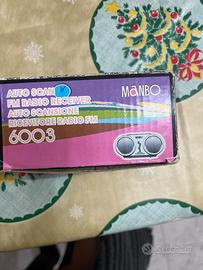 AUTO SCAN
MANBO
FM RADIO RECEIVER
AUTO SCANSIONE
RICEVITORE RADIO FM
6003